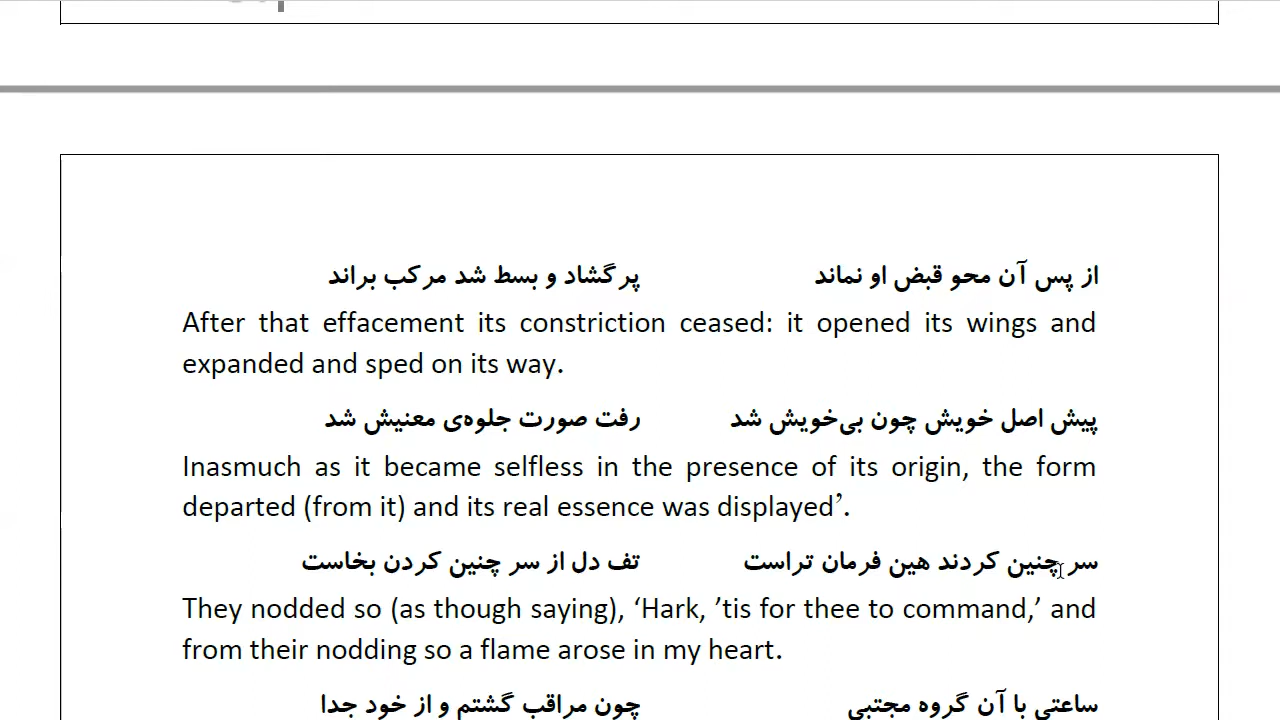 از پس آن محو قبض او نماند پر گشاد و بسط شد مرکب براند
After that effacement its constriction ceased: it opened its wings and
expanded and sped on its way.
پیش اصل خویش چون بی‌خویش شد رفت صورت جلوه‌ی معنیش شد
Inasmuch as it became selfless in the presence of its origin, the form
departed (from it) and its real essence was displayed’.
سر چنین کردند هین فرمان تراست تف دل از سر چنین کردن بخاست
They nodded so (as though saying), ‘Hark, ’tis for thee to command,’ and
from their nodding so a flame arose in my heart.
ساعتی با آن گروه مجتبی چون مراقب گشتم و از خود جدا